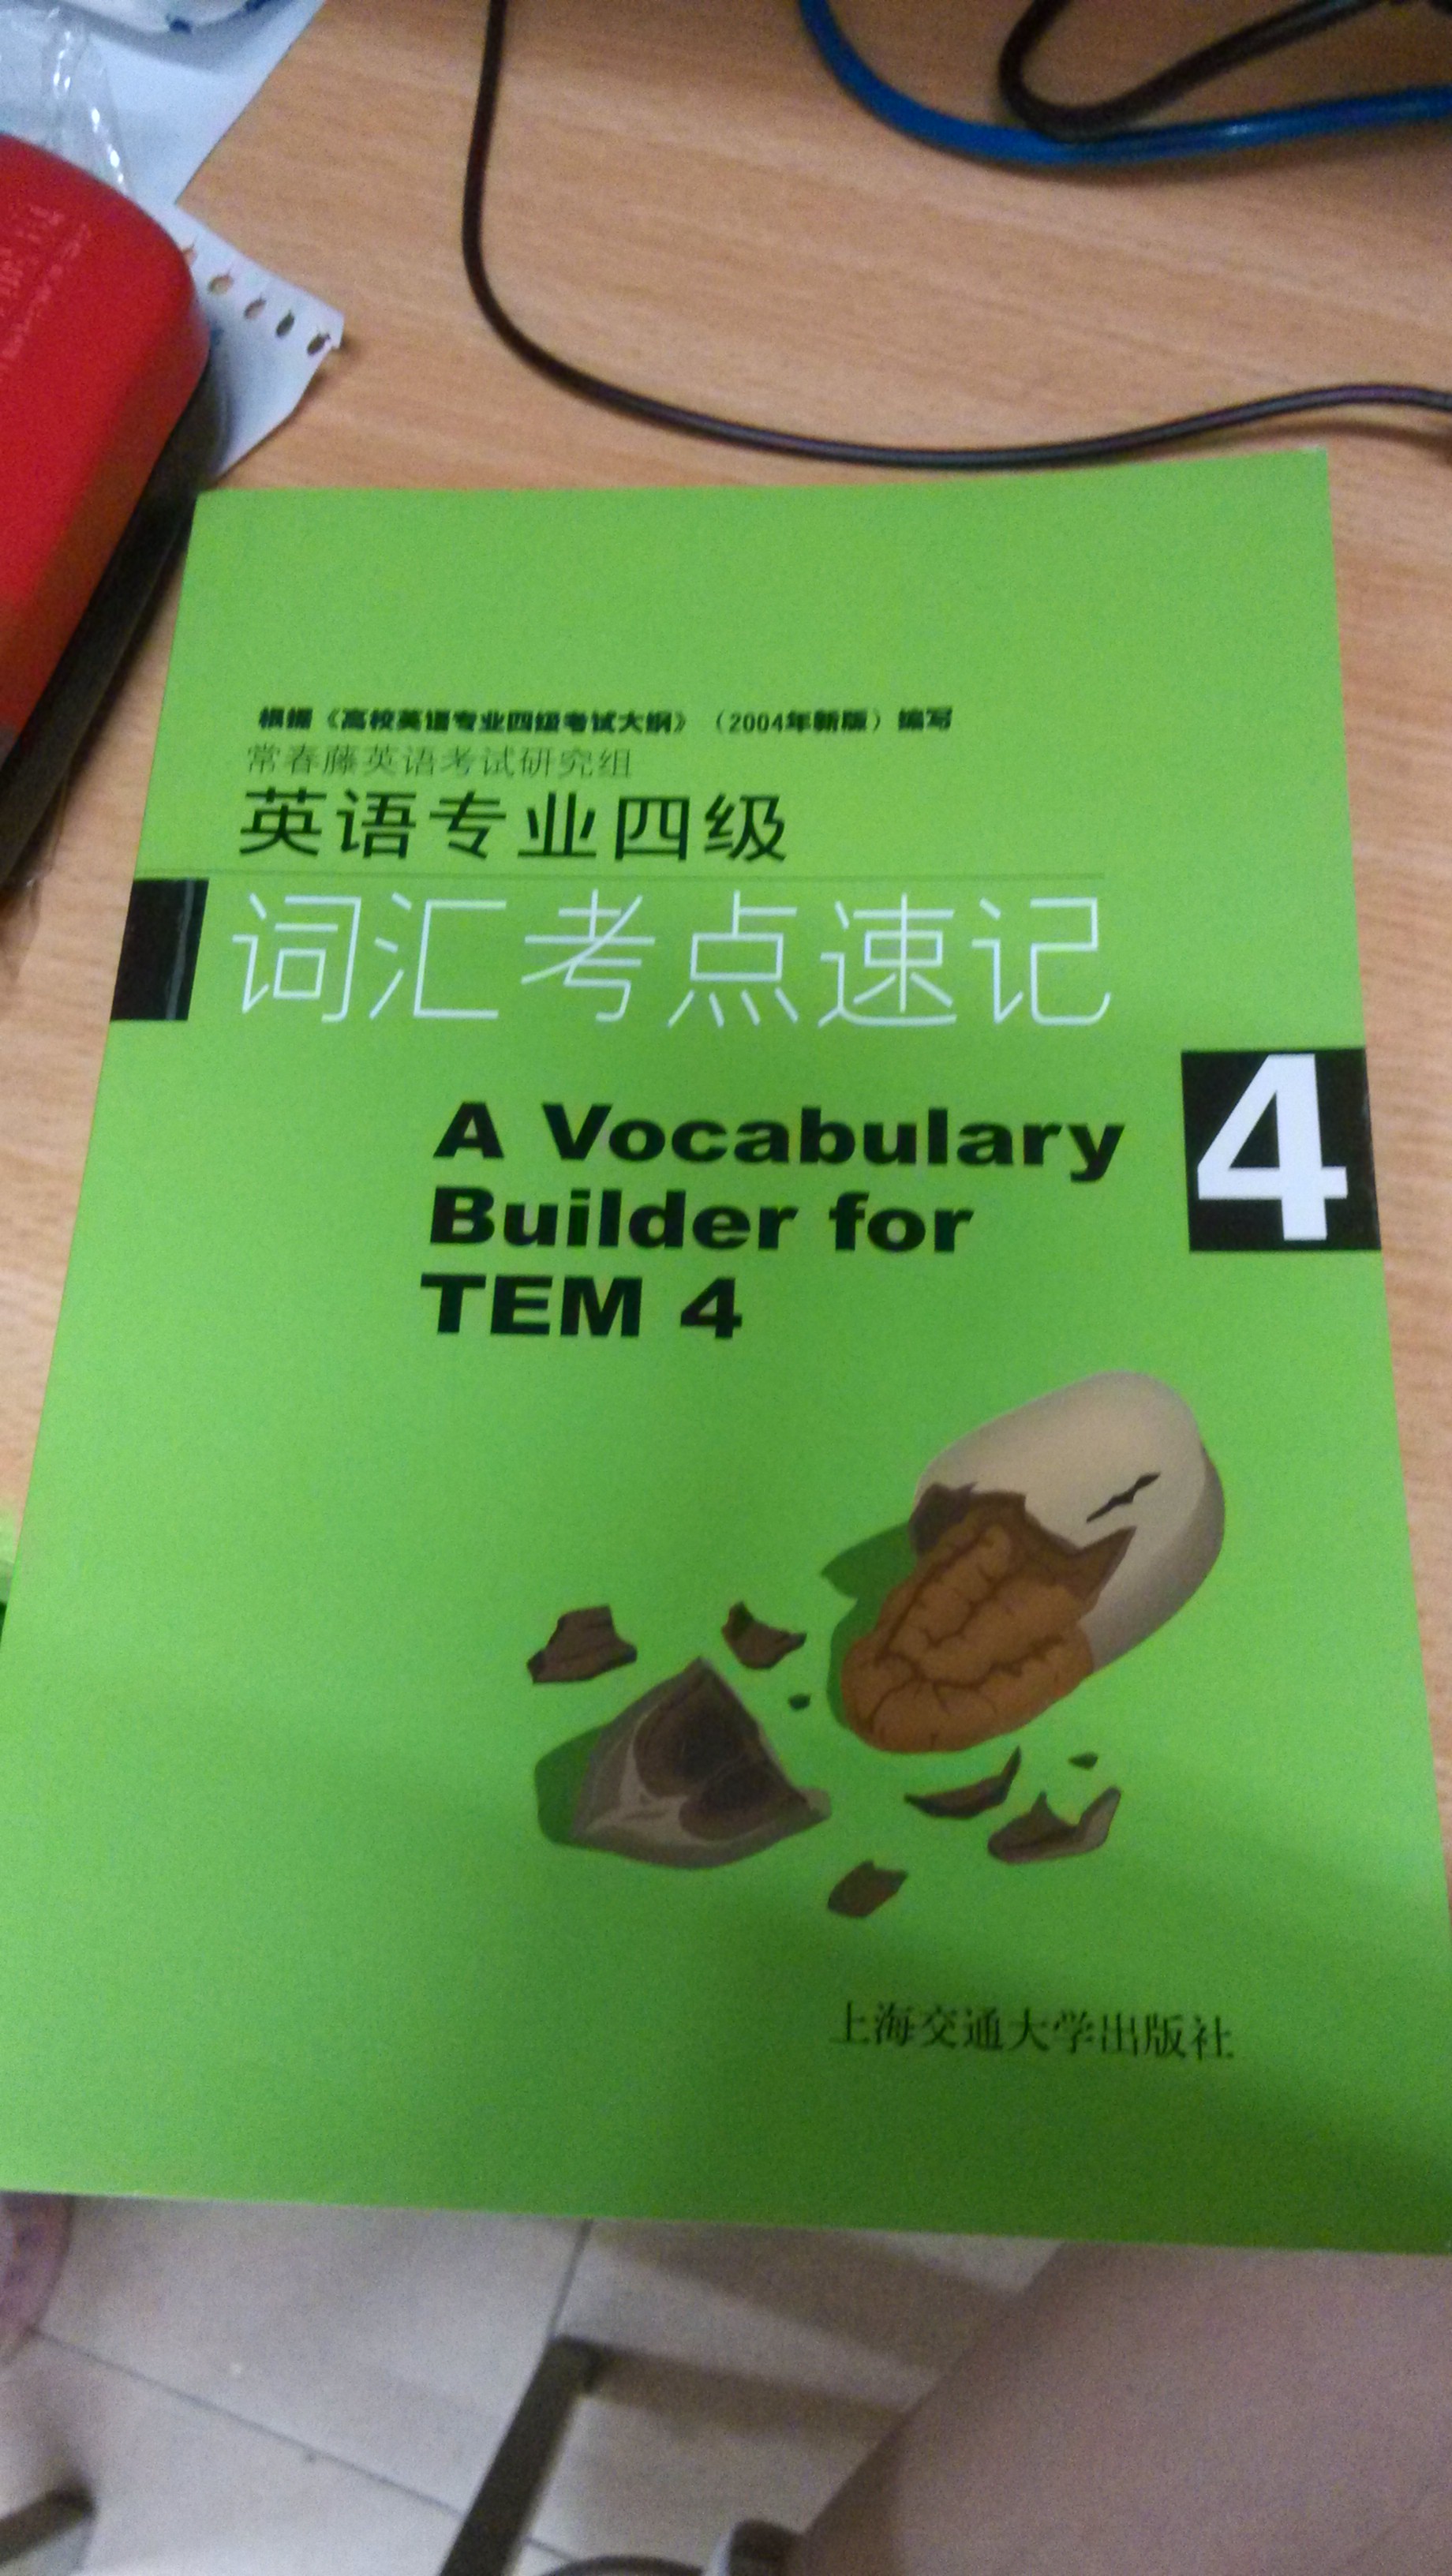 根据《高校英语专业四级考试大纲》（2004年新版）编写
常春藤英语考试研究组
英语专业四级
词汇考点速记
4
A Vocabulary
Builder for
TEM 4
上海交通大学出版社